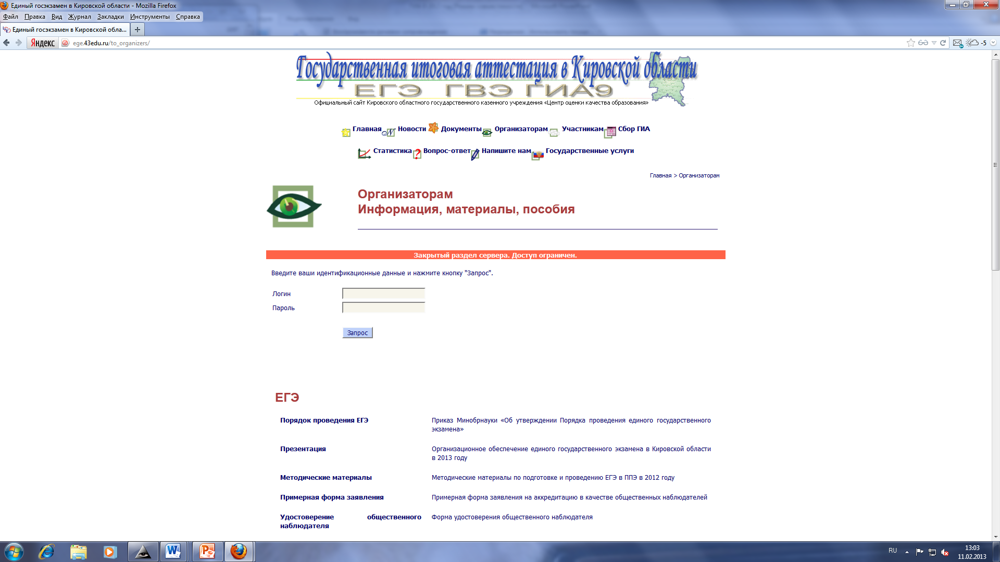 Единый госэкзамен в Кировской области - Mozilla Firefox
Файл Правка Вид Журнал Закладки Инструменты Справка
Единый госэкзамен в Кировской обла...
Яндекс ege.43edu.ru/to_organizers/ -5
Государственная итоговая аттестация в Кировской области
ЕГЭ ГВЭ ГИА9
Официальный сайт Кировского областного государственного казенного учреждения «Центр оценки качества образования»
Главная Новости Документы Организаторам Участникам Сбор ГИА
Статистика Вопрос-ответ Напишите нам Государственные услуги
Главная > Организаторам
Организаторам
Информация, материалы, пособия
Закрытый раздел сервера. Доступ ограничен.
Введите ваши идентификационные данные и нажмите кнопку "Запрос".
Логин
Пароль
Запрос
ЕГЭ
Порядок проведения ЕГЭ Приказ Минобрнауки «Об утверждении Порядка проведения единого государственного
экзамена»
Презентация Организационное обеспечение единого государственного экзамена в Кировской области
в 2013 году
Методические материалы Методические материалы по подготовке и проведению ЕГЭ в ППЭ в 2012 году
Примерная форма заявления Примерная форма заявления на аккредитацию в качестве общественных наблюдателей
Удостоверение общественного Форма удостоверения общественного наблюдателя
наблюдателя
RU 13:03
11.02.2013